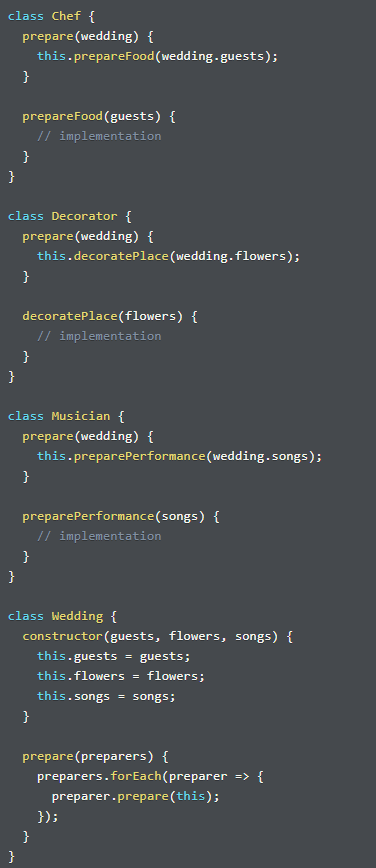 class Chef {
  prepare(wedding) {
    this.prepareFood(wedding.guests);
  }

  prepareFood(guests) {
    // implementation
  }
}

class Decorator {
  prepare(wedding) {
    this.decoratePlace(wedding.flowers);
  }

  decoratePlace(flowers) {
    // implementation
  }
}

class Musician {
  prepare(wedding) {
    this.preparePerformance(wedding.songs);
  }

  preparePerformance(songs) {
    // implementation
  }
}

class Wedding {
  constructor(guests, flowers, songs) {
    this.guests = guests;
    this.flowers = flowers;
    this.songs = songs;
  }

  prepare(preparers) {
    preparers.forEach(preparer => {
      preparer.prepare(this);
    });
  }
}